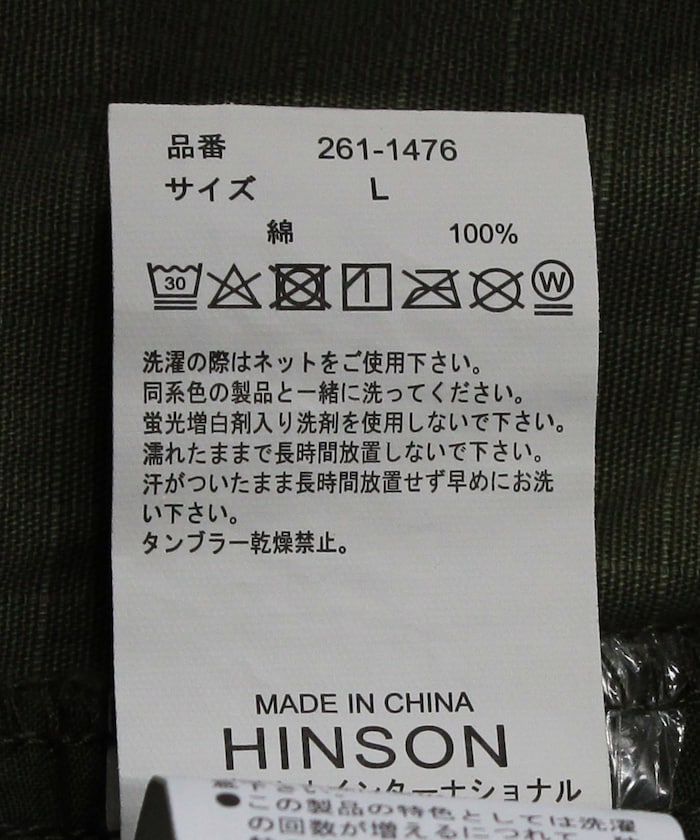 品番 261-1476
サイズ L
綿 100%
30 W
洗濯の際はネットをご使用下さい。
同系色の製品と一緒に洗ってください。
蛍光増白剤入り洗剤を使用しないで下さい。
濡れたままで長時間放置しないで下さい。
汗がついたまま長時間放置せず早めにお洗
い下さい。
タンブラー乾燥禁止。
MADE IN CHINA
HINSON
インターナショナル
●この製品の特色としては洗濯
の回数が増えるにつれて